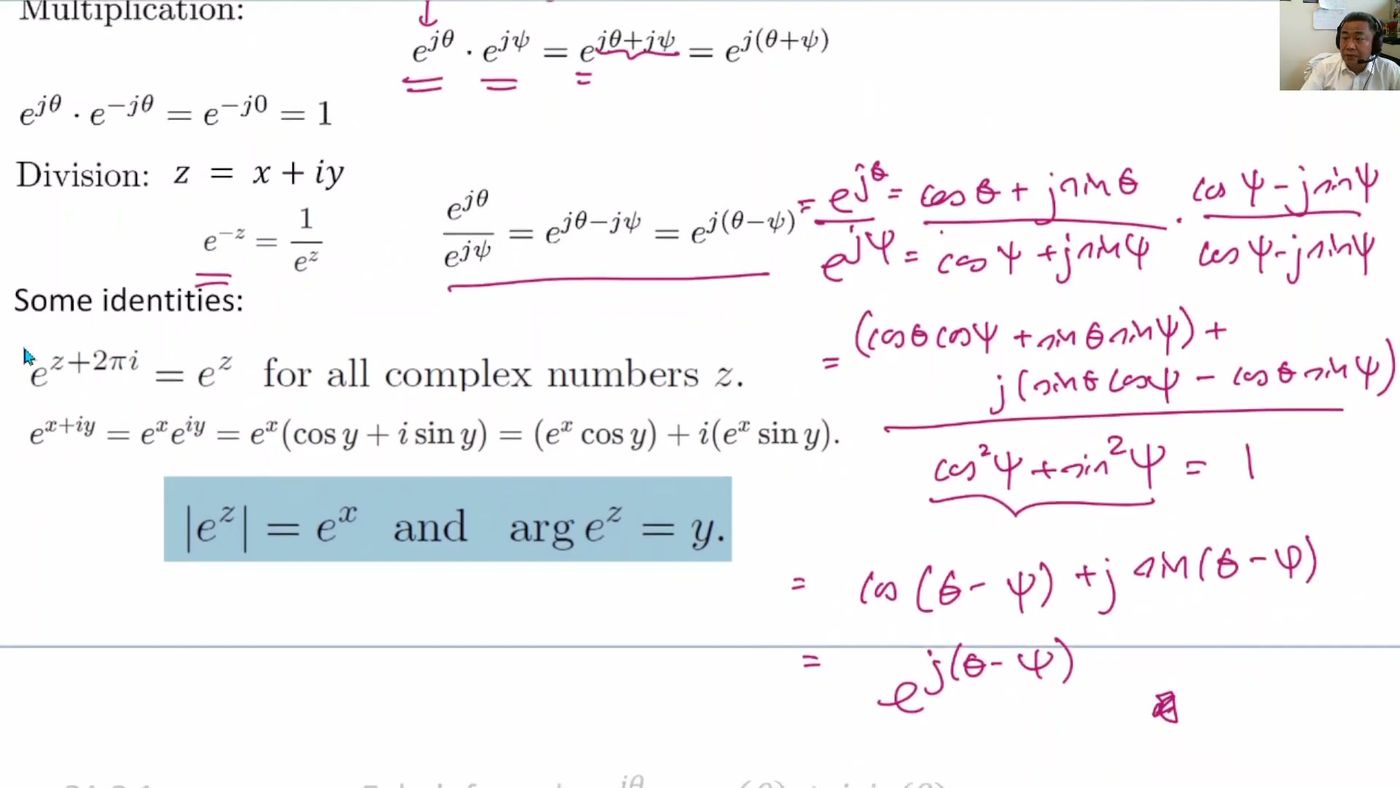 Multiplication:
e^{jθ} · e^{jψ} = e^{jθ+jψ} = e^{j(θ+ψ)}
e^{jθ} · e^{−jθ} = e^{−j0} = 1
Division: z = x + iy
e^{−z} = 1/e^z
e^{jθ}/e^{jψ} = e^{jθ−jψ} = e^{j(θ−ψ)}
= e^{jθ}/e^{jψ} = = (cos θ + j sin θ)/(cos ψ + j sin ψ) · (cos ψ − j sin ψ)/(cos ψ − j sin ψ)
= (cos θ cos ψ + sin θ sin ψ) +
j(sin θ cos ψ − cos θ sin ψ)
cos²ψ + sin²ψ = 1
= cos(θ − ψ) + j sin(θ − ψ)
= e^{j(θ−ψ)}
Some identities:
e^{z+2πi} = e^z for all complex numbers z.
e^{x+iy} = e^x e^{iy} = e^x(cos y + i sin y) = (e^x cos y) + i(e^x sin y).
|e^z| = e^x and arg e^z = y.